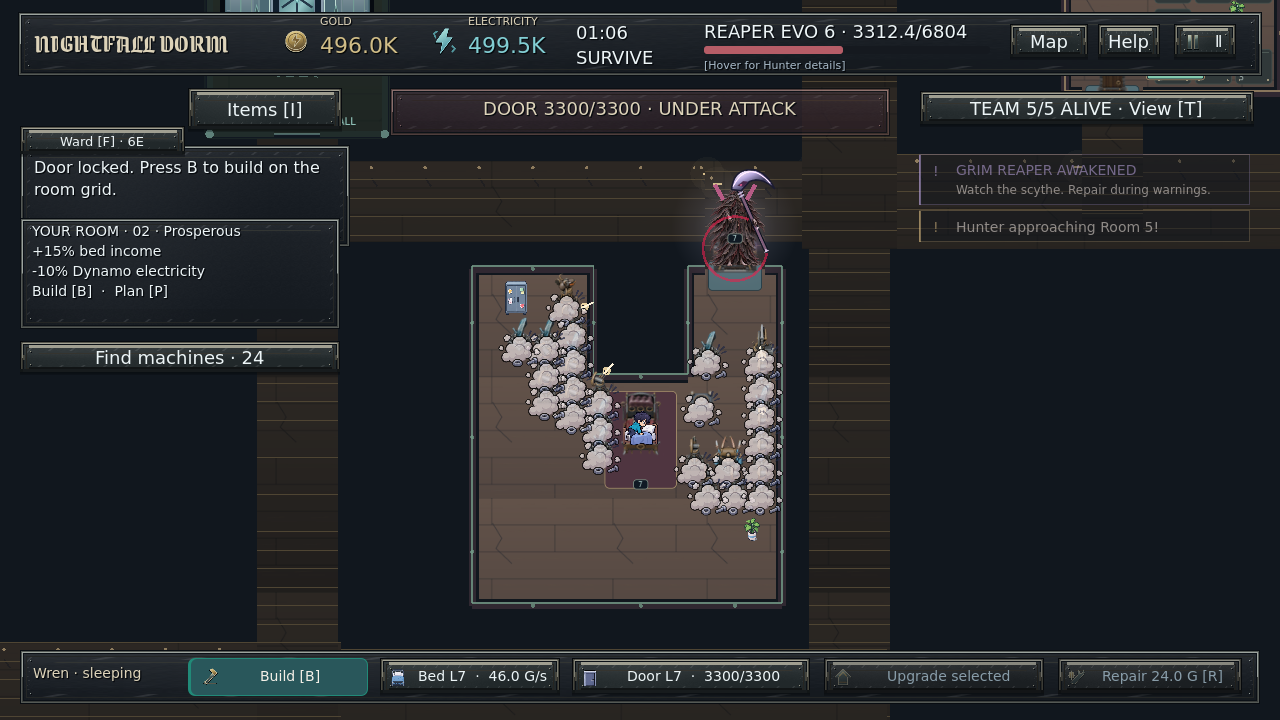 NIGHTFALL DORM
GOLD
496.0K
ELECTRICITY
499.5K
01:06
SURVIVE
REAPER EVO 6 · 3312.4/6804
[Hover for Hunter details]
Map
Help
II
Items [I]
DOOR 3300/3300 · UNDER ATTACK
TEAM 5/5 ALIVE · View [T]
Ward [F] · 6E
Door locked. Press B to build on the
room grid.
! GRIM REAPER AWAKENED
Watch the scythe. Repair during warnings.
! Hunter approaching Room 5!
YOUR ROOM · 02 · Prosperous
+15% bed income
-10% Dynamo electricity
Build [B] · Plan [P]
Find machines · 24
7
7
Wren · sleeping
Build [B]
Bed L7 · 46.0 G/s
Door L7 · 3300/3300
Upgrade selected
Repair 24.0 G [R]